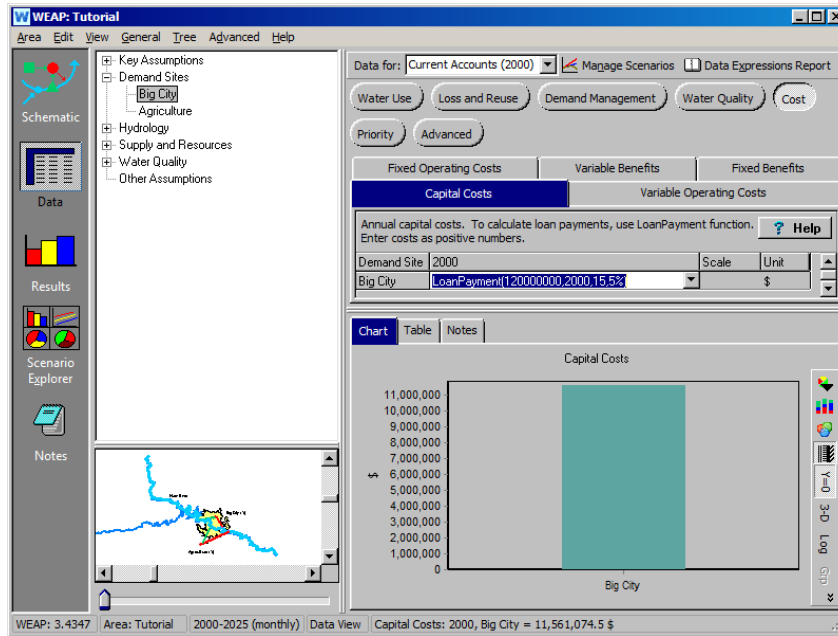 WEAP: Tutorial
Area Edit View General Tree Advanced Help
Schematic
Data
Results
Scenario
Explorer
Notes
Key Assumptions
Demand Sites
Big City
Agriculture
Hydrology
Supply and Resources
Water Quality
Other Assumptions
Data for: Current Accounts (2000) Manage Scenarios Data Expressions Report
Water Use Loss and Reuse Demand Management Water Quality Cost
Priority Advanced
Fixed Operating Costs Variable Benefits Fixed Benefits
Capital Costs Variable Operating Costs
Annual capital costs. To calculate loan payments, use LoanPayment function.
Enter costs as positive numbers.
? Help
Demand Site 2000 Scale Unit
Big City LoanPayment(120000000,2000,15,5%) $
Chart Table Notes
Capital Costs
$
11,000,000
10,000,000
9,000,000
8,000,000
7,000,000
6,000,000
5,000,000
4,000,000
3,000,000
2,000,000
1,000,000
0
Big City
Y=0
3-D
Log
Grp
WEAP: 3.4347 Area: Tutorial 2000-2025 (monthly) Data View Capital Costs: 2000, Big City = 11,561,074.5 $